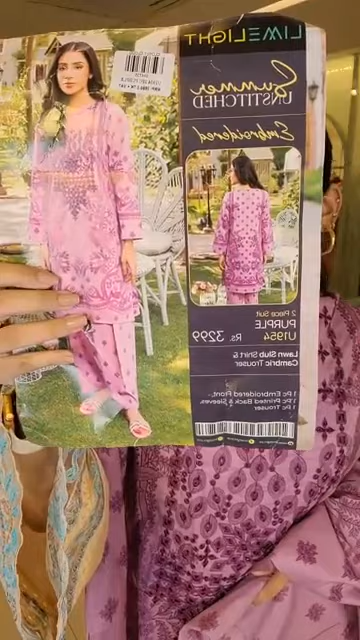 LIMELIGHT
Summer
UNSTITCHED
Embroidered
2 Piece Suit
PURPLE
U1954
Rs. 3299
Lawn Slub Shirt &
Cambric Trouser
1 Pc Embroidered Front,
1 Pc Printed Back & Sleeves,
1 Pc Trouser